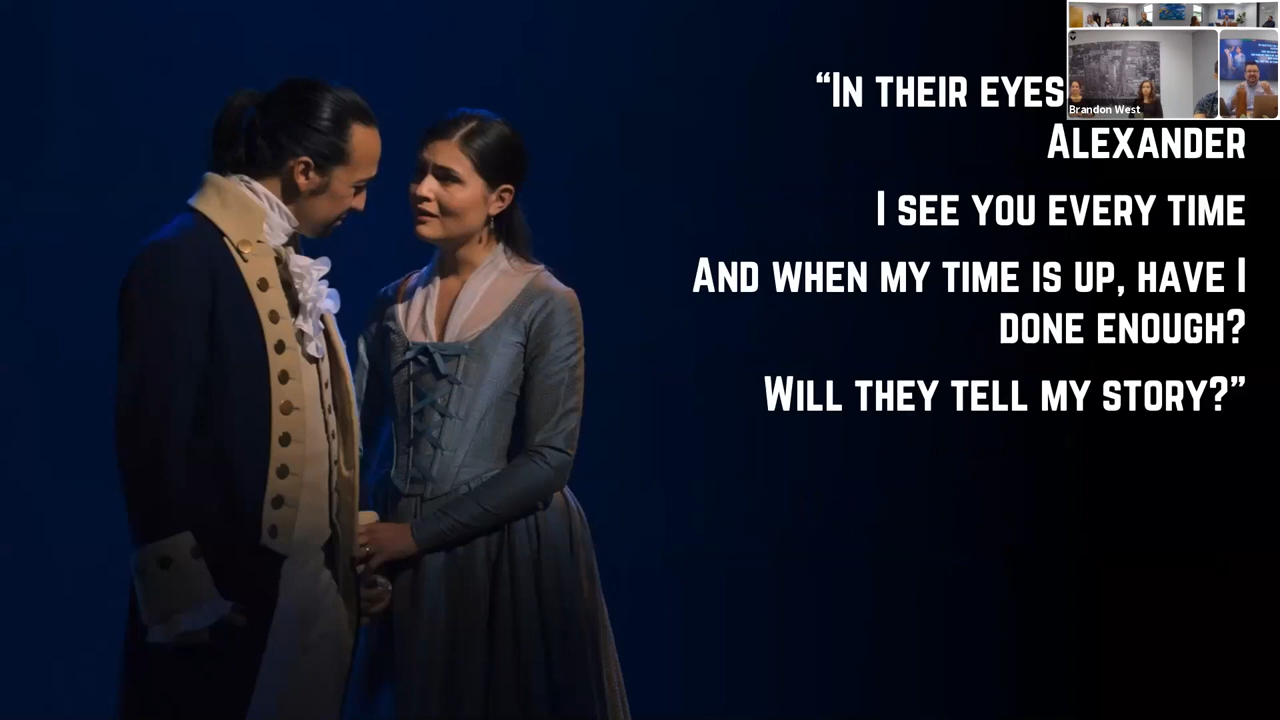 “In their eyes
Alexander
I see you every time
And when my time is up, have I
done enough?
Will they tell my story?”
Brandon West